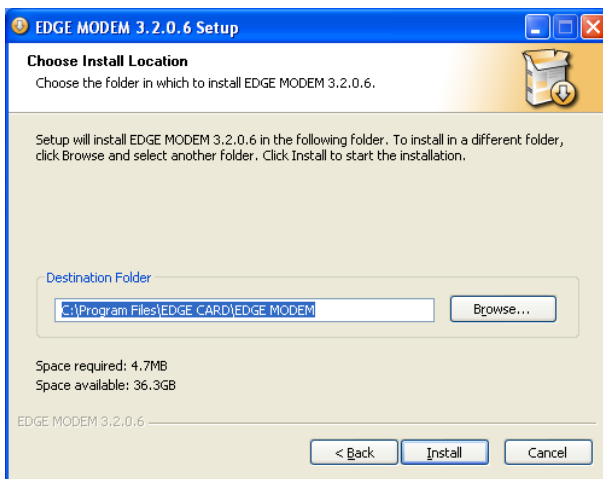 EDGE MODEM 3.2.0.6 Setup
Choose Install Location
Choose the folder in which to install EDGE MODEM 3.2.0.6.
Setup will install EDGE MODEM 3.2.0.6 in the following folder. To install in a different folder,
click Browse and select another folder. Click Install to start the installation.
Destination Folder
C:\Program Files\EDGE CARD\EDGE MODEM
Browse...
Space required: 4.7MB
Space available: 36.3GB
EDGE MODEM 3.2.0.6
< Back
Install
Cancel